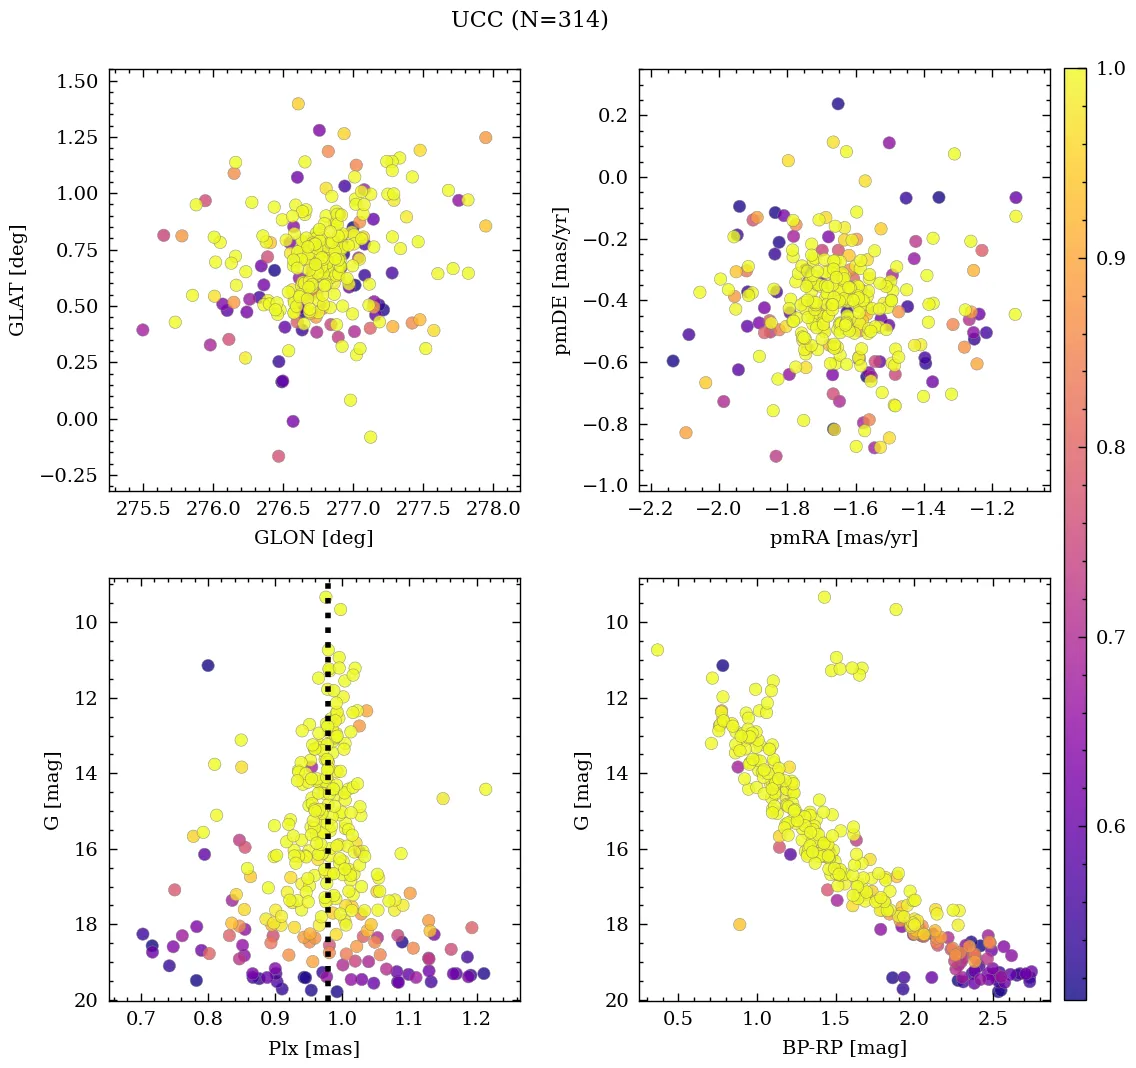 UCC (N=314)
1.50
1.25
1.00
0.75
0.50
0.25
0.00
−0.25
GLAT [deg]
275.5 276.0 276.5 277.0 277.5 278.0
GLON [deg]
0.2
0.0
−0.2
−0.4
−0.6
−0.8
−1.0
pmDE [mas/yr]
−2.2 −2.0 −1.8 −1.6 −1.4 −1.2
pmRA [mas/yr]
1.0
0.9
0.8
0.7
0.6
10
12
14
16
18
20
G [mag]
0.7 0.8 0.9 1.0 1.1 1.2
Plx [mas]
10
12
14
16
18
20
G [mag]
0.5 1.0 1.5 2.0 2.5
BP-RP [mag]